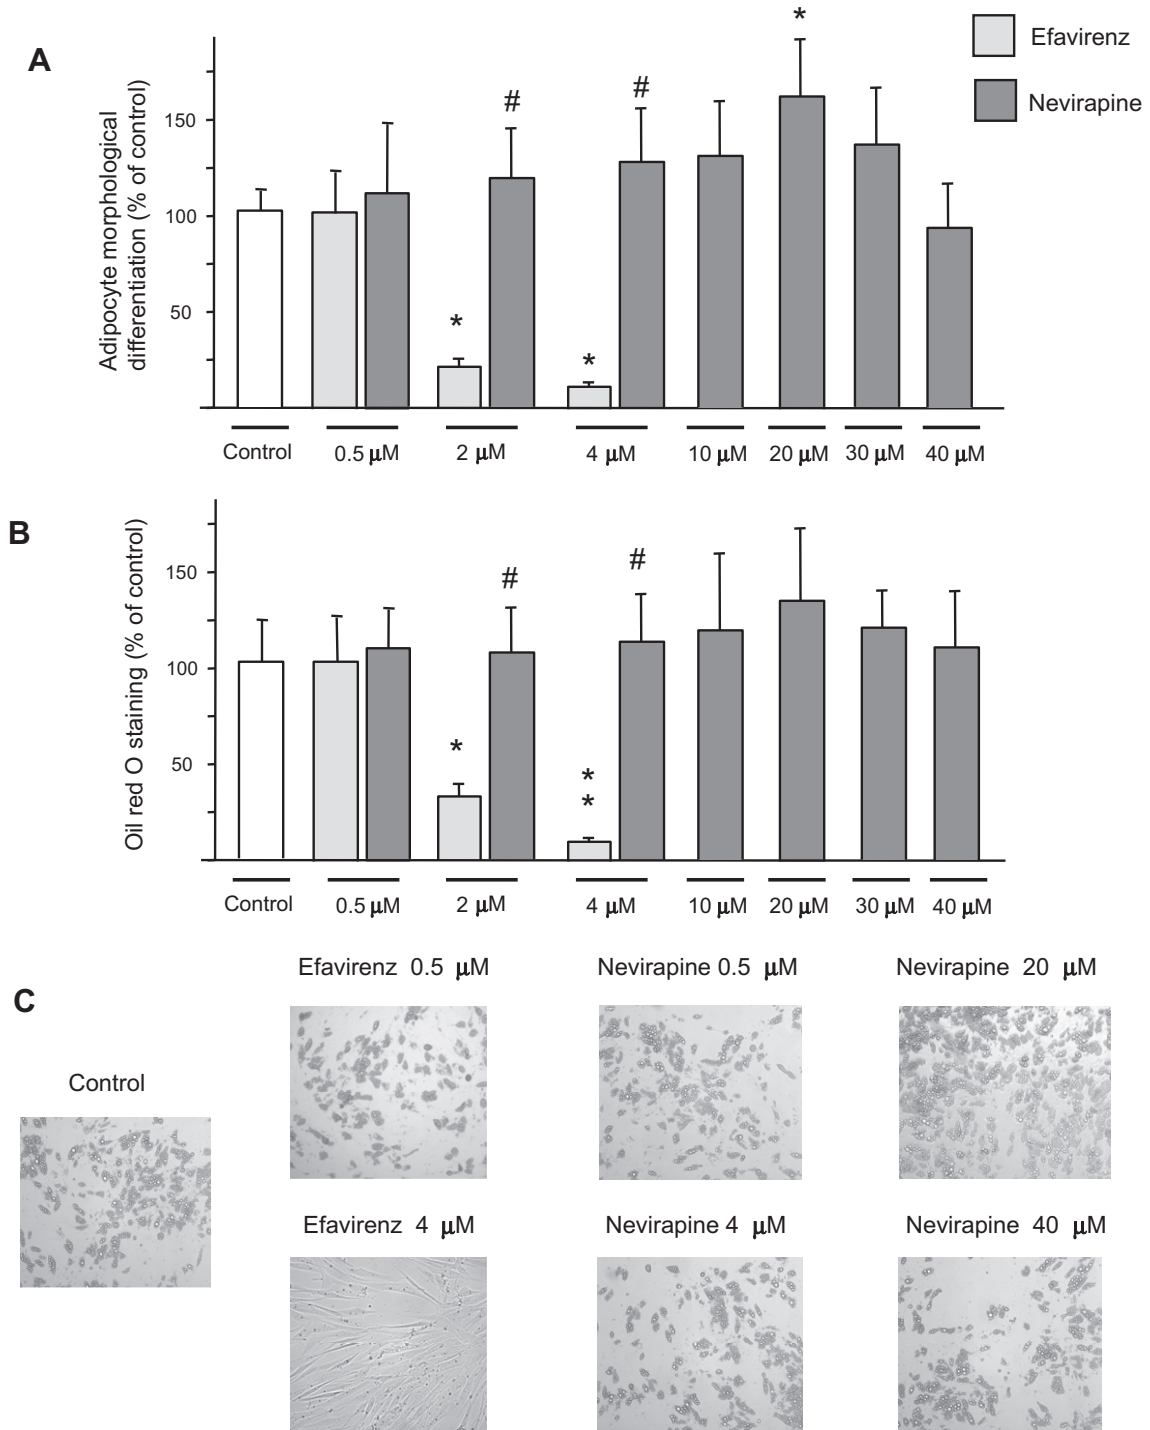 A
Adipocyte morphological
differentiation (% of control)
150
100
50
*
#
*
#
*
Efavirenz
Nevirapine
Control
0.5 μM
2 μM
4 μM
10 μM
20 μM
30 μM
40 μM
B
Oil red O staining (% of control)
150
100
50
*
#
*
*
#
Control
0.5 μM
2 μM
4 μM
10 μM
20 μM
30 μM
40 μM
C
Efavirenz 0.5 μM
Nevirapine 0.5 μM
Nevirapine 20 μM
Control
Efavirenz 4 μM
Nevirapine 4 μM
Nevirapine 40 μM